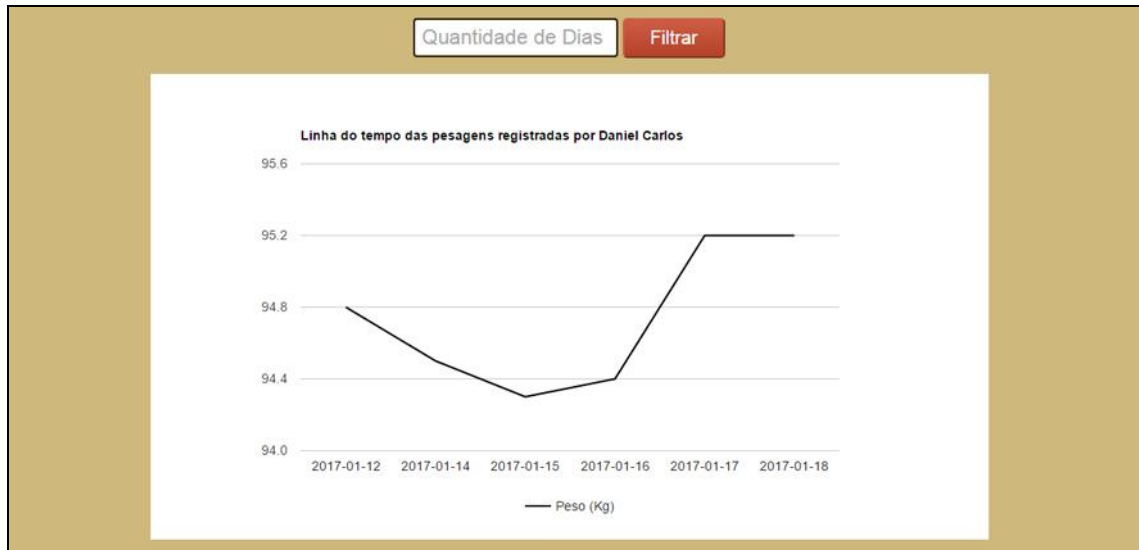 Quantidade de Dias Filtrar
Linha do tempo das pesagens registradas por Daniel Carlos
95.6
95.2
94.8
94.4
94.0
2017-01-12 2017-01-14 2017-01-15 2017-01-16 2017-01-17 2017-01-18
Peso (Kg)